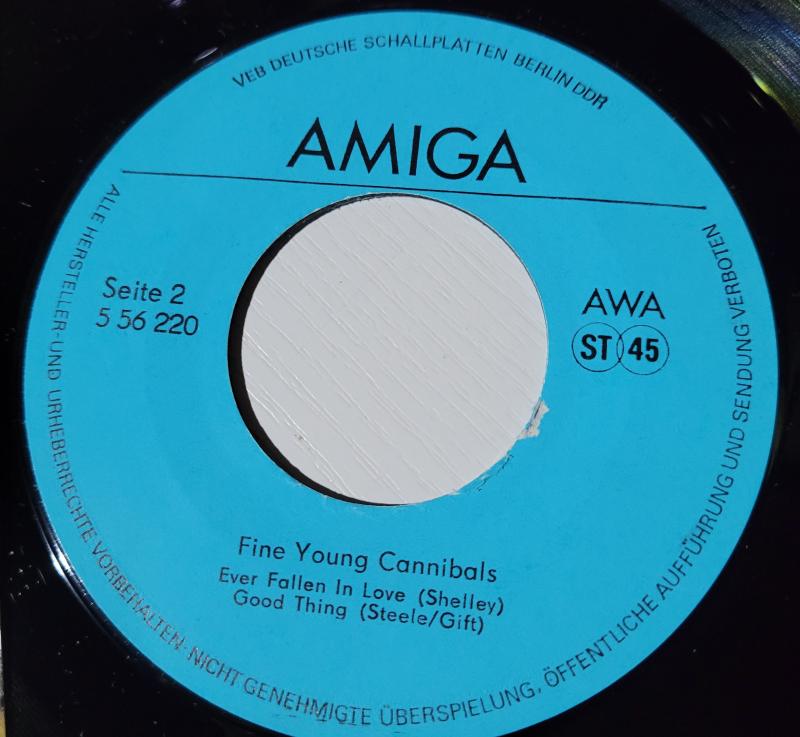 VEB DEUTSCHE SCHALLPLATTEN BERLIN DDR
AMIGA
Seite 2
5 56 220
AWA
ST 45
Fine Young Cannibals
Ever Fallen In Love (Shelley)
Good Thing (Steele/Gift)
ALLE HERSTELLER-UND URHEBERRECHTE VORBEHALTEN·NICHT GENEHMIGTE ÜBERSPIELUNG, ÖFFENTLICHE AUFFÜHRUNG UND SENDUNG VERBOTEN